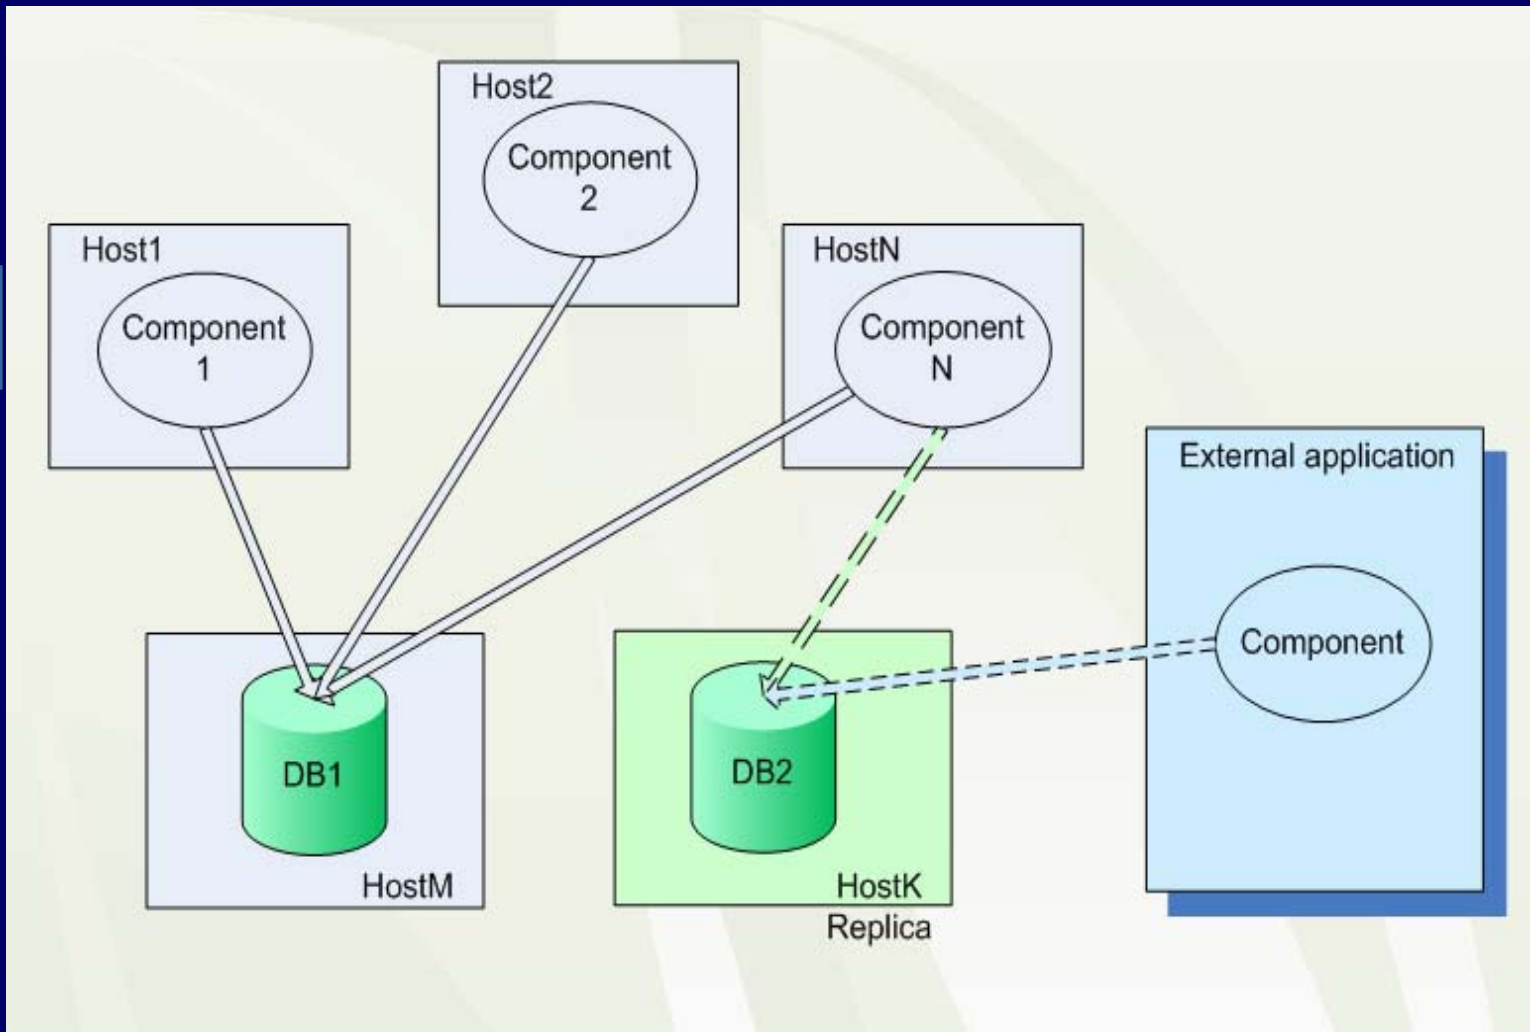 Host2
Component
2
Host1
Component
1
HostN
Component
N
External application
Component
DB1
HostM
DB2
HostK
Replica